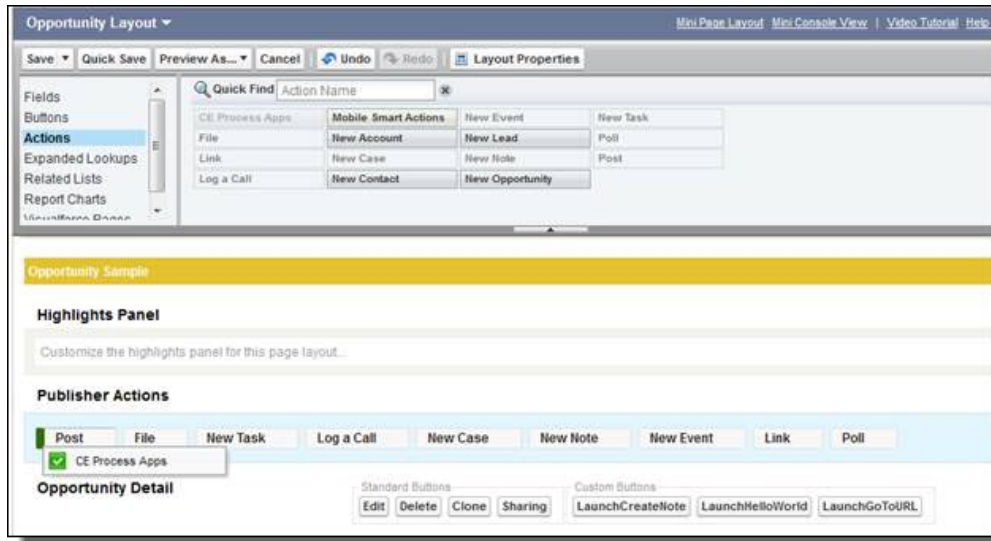 Opportunity Layout
Mini Page Layout Mini Console View | Video Tutorial Help
Save Quick Save Preview As... Cancel Undo Redo Layout Properties
Fields
Buttons
Actions
Expanded Lookups
Related Lists
Report Charts
Visualforce Pages
Quick Find Action Name
CE Process Apps Mobile Smart Actions New Event New Task
File New Account New Lead Poll
Link New Case New Note Post
Log a Call New Contact New Opportunity
Opportunity Sample
Highlights Panel
Customize the highlights panel for this page layout...
Publisher Actions
Post File New Task Log a Call New Case New Note New Event Link Poll
CE Process Apps
Opportunity Detail
Standard Buttons
Edit Delete Clone Sharing
Custom Buttons
LaunchCreateNote LaunchHelloWorld LaunchGoToURL